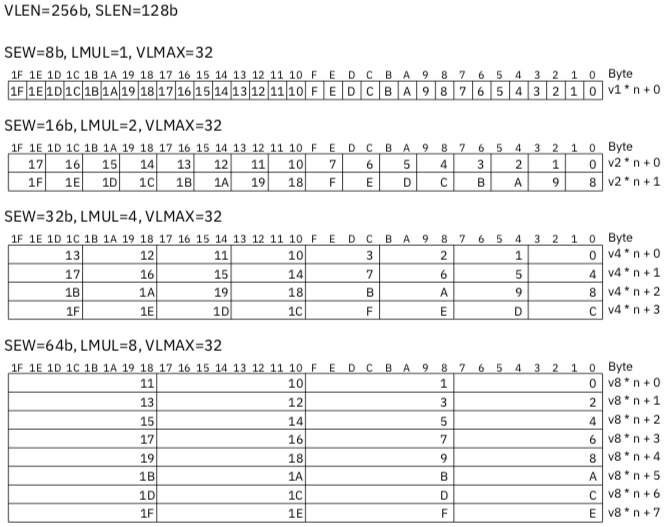 VLEN=256b, SLEN=128b
SEW=8b, LMUL=1, VLMAX=32
1F 1E 1D 1C 1B 1A 19 18 17 16 15 14 13 12 11 10 F E D C B A 9 8 7 6 5 4 3 2 1 0 Byte
1F 1E 1D 1C 1B 1A 19 18 17 16 15 14 13 12 11 10 F E D C B A 9 8 7 6 5 4 3 2 1 0 v1 * n + 0
SEW=16b, LMUL=2, VLMAX=32
1F 1E 1D 1C 1B 1A 19 18 17 16 15 14 13 12 11 10 F E D C B A 9 8 7 6 5 4 3 2 1 0 Byte
17 16 15 14 13 12 11 10 7 6 5 4 3 2 1 0 v2 * n + 0
1F 1E 1D 1C 1B 1A 19 18 F E D C B A 9 8 v2 * n + 1
SEW=32b, LMUL=4, VLMAX=32
1F 1E 1D 1C 1B 1A 19 18 17 16 15 14 13 12 11 10 F E D C B A 9 8 7 6 5 4 3 2 1 0 Byte
13 12 11 10 3 2 1 0 v4 * n + 0
17 16 15 14 7 6 5 4 v4 * n + 1
1B 1A 19 18 B A 9 8 v4 * n + 2
1F 1E 1D 1C F E D C v4 * n + 3
SEW=64b, LMUL=8, VLMAX=32
1F 1E 1D 1C 1B 1A 19 18 17 16 15 14 13 12 11 10 F E D C B A 9 8 7 6 5 4 3 2 1 0 Byte
11 10 1 0 v8 * n + 0
13 12 3 2 v8 * n + 1
15 14 5 4 v8 * n + 2
17 16 7 6 v8 * n + 3
19 18 9 8 v8 * n + 4
1B 1A B A v8 * n + 5
1D 1C D C v8 * n + 6
1F 1E F E v8 * n + 7